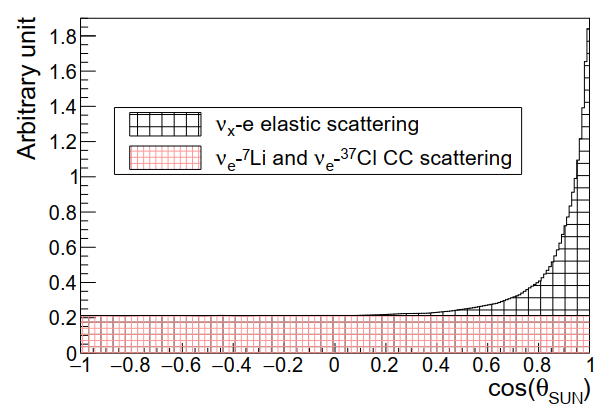 Arbitrary unit
1.8
1.6
1.4
1.2
1
0.8
0.6
0.4
0.2
0
νx-e elastic scattering
νe-7Li and νe-37Cl CC scattering
−1 −0.8 −0.6 −0.4 −0.2 0 0.2 0.4 0.6 0.8 1
cos(θSUN)